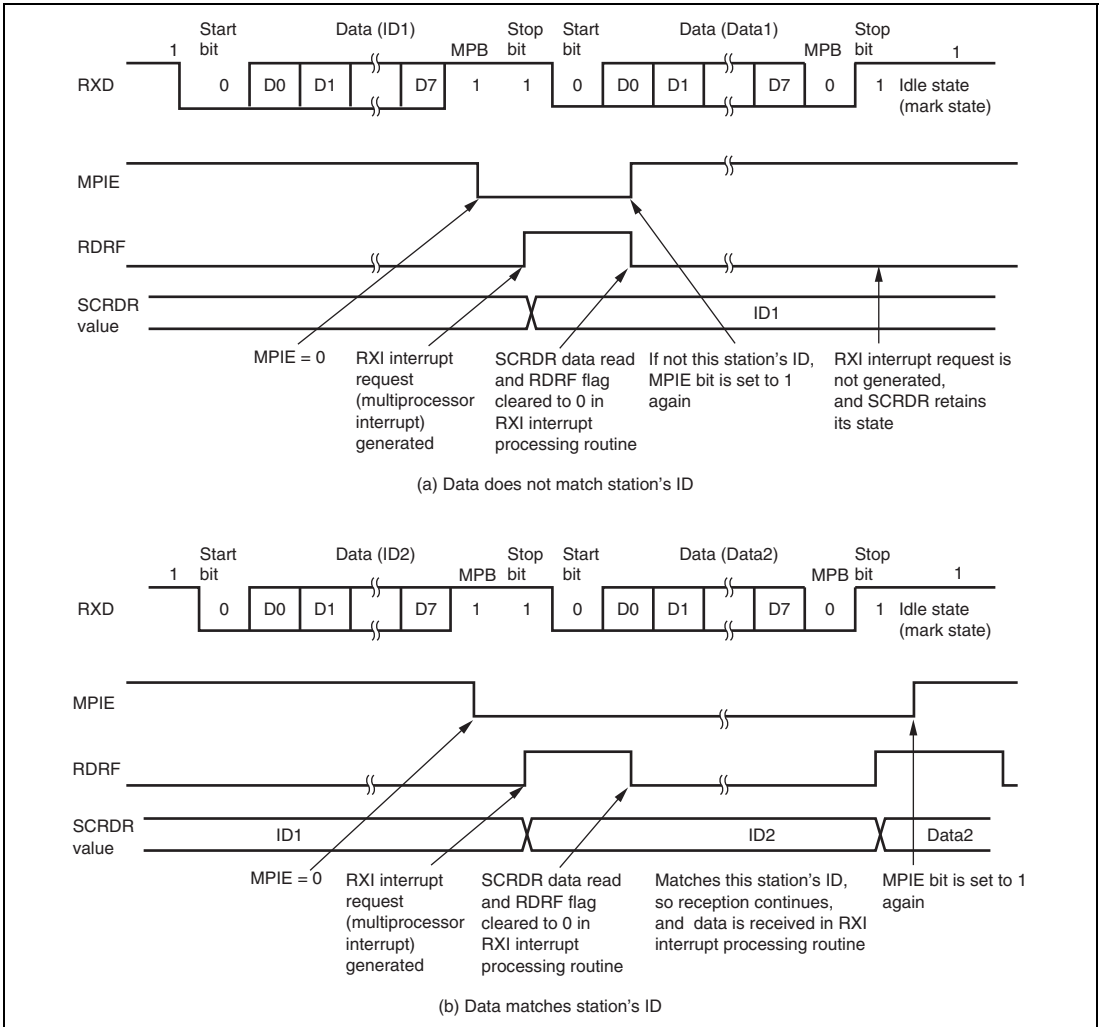 Start Data (ID1) Stop Start Data (Data1) Stop
1 bit MPB bit bit MPB bit 1
RXD 0 D0 D1 D7 1 1 0 D0 D1 D7 0 1 Idle state
(mark state)
MPIE
RDRF
SCRDR
value
ID1
MPIE = 0
RXI interrupt
request
(multiprocessor
interrupt)
generated
SCRDR data read
and RDRF flag
cleared to 0 in
RXI interrupt
processing routine
If not this station's ID,
MPIE bit is set to 1
again
RXI interrupt request is
not generated,
and SCRDR retains
its state
(a) Data does not match station's ID
Start Data (ID2) Stop Start Data (Data2) Stop
1 bit MPB bit bit MPB bit 1
RXD 0 D0 D1 D7 1 1 0 D0 D1 D7 0 1 Idle state
(mark state)
MPIE
RDRF
SCRDR
value
ID1 ID2 Data2
MPIE = 0
RXI interrupt
request
(multiprocessor
interrupt)
generated
SCRDR data read
and RDRF flag
cleared to 0 in
RXI interrupt
processing routine
Matches this station's ID,
so reception continues,
and data is received in RXI
interrupt processing routine
MPIE bit is set to 1
again
(b) Data matches station's ID